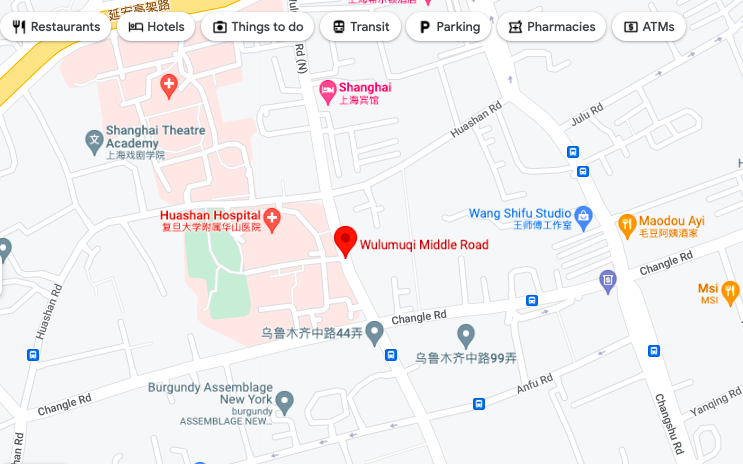 延安高架路
Restaurants
Hotels
Things to do
Transit
Parking
Pharmacies
ATMs
Rd (N)
Shanghai
上海宾馆
Huashan Rd
Julu Rd
Shanghai Theatre
Academy
上海戏剧学院
Huashan Hospital
复旦大学附属华山医院
Wang Shifu Studio
王师傅工作室
Maodou Ayi
毛豆阿姨酒家
Wulumuqi Middle Road
Changle Rd
Msi
MSI
Huashan Rd
Changle Rd
乌鲁木齐中路44弄
乌鲁木齐中路99弄
Burgundy Assemblage
New York
burgundy
ASSEMBLAGE NEW...
Anfu Rd
Changle Rd
Changshu Rd
Yanqing Rd
han Rd